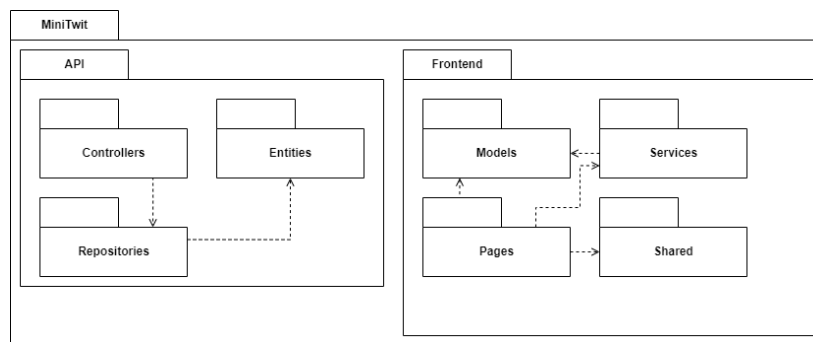 MiniTwit
API
Frontend
Controllers
Entities
Models
Services
Repositories
Pages
Shared